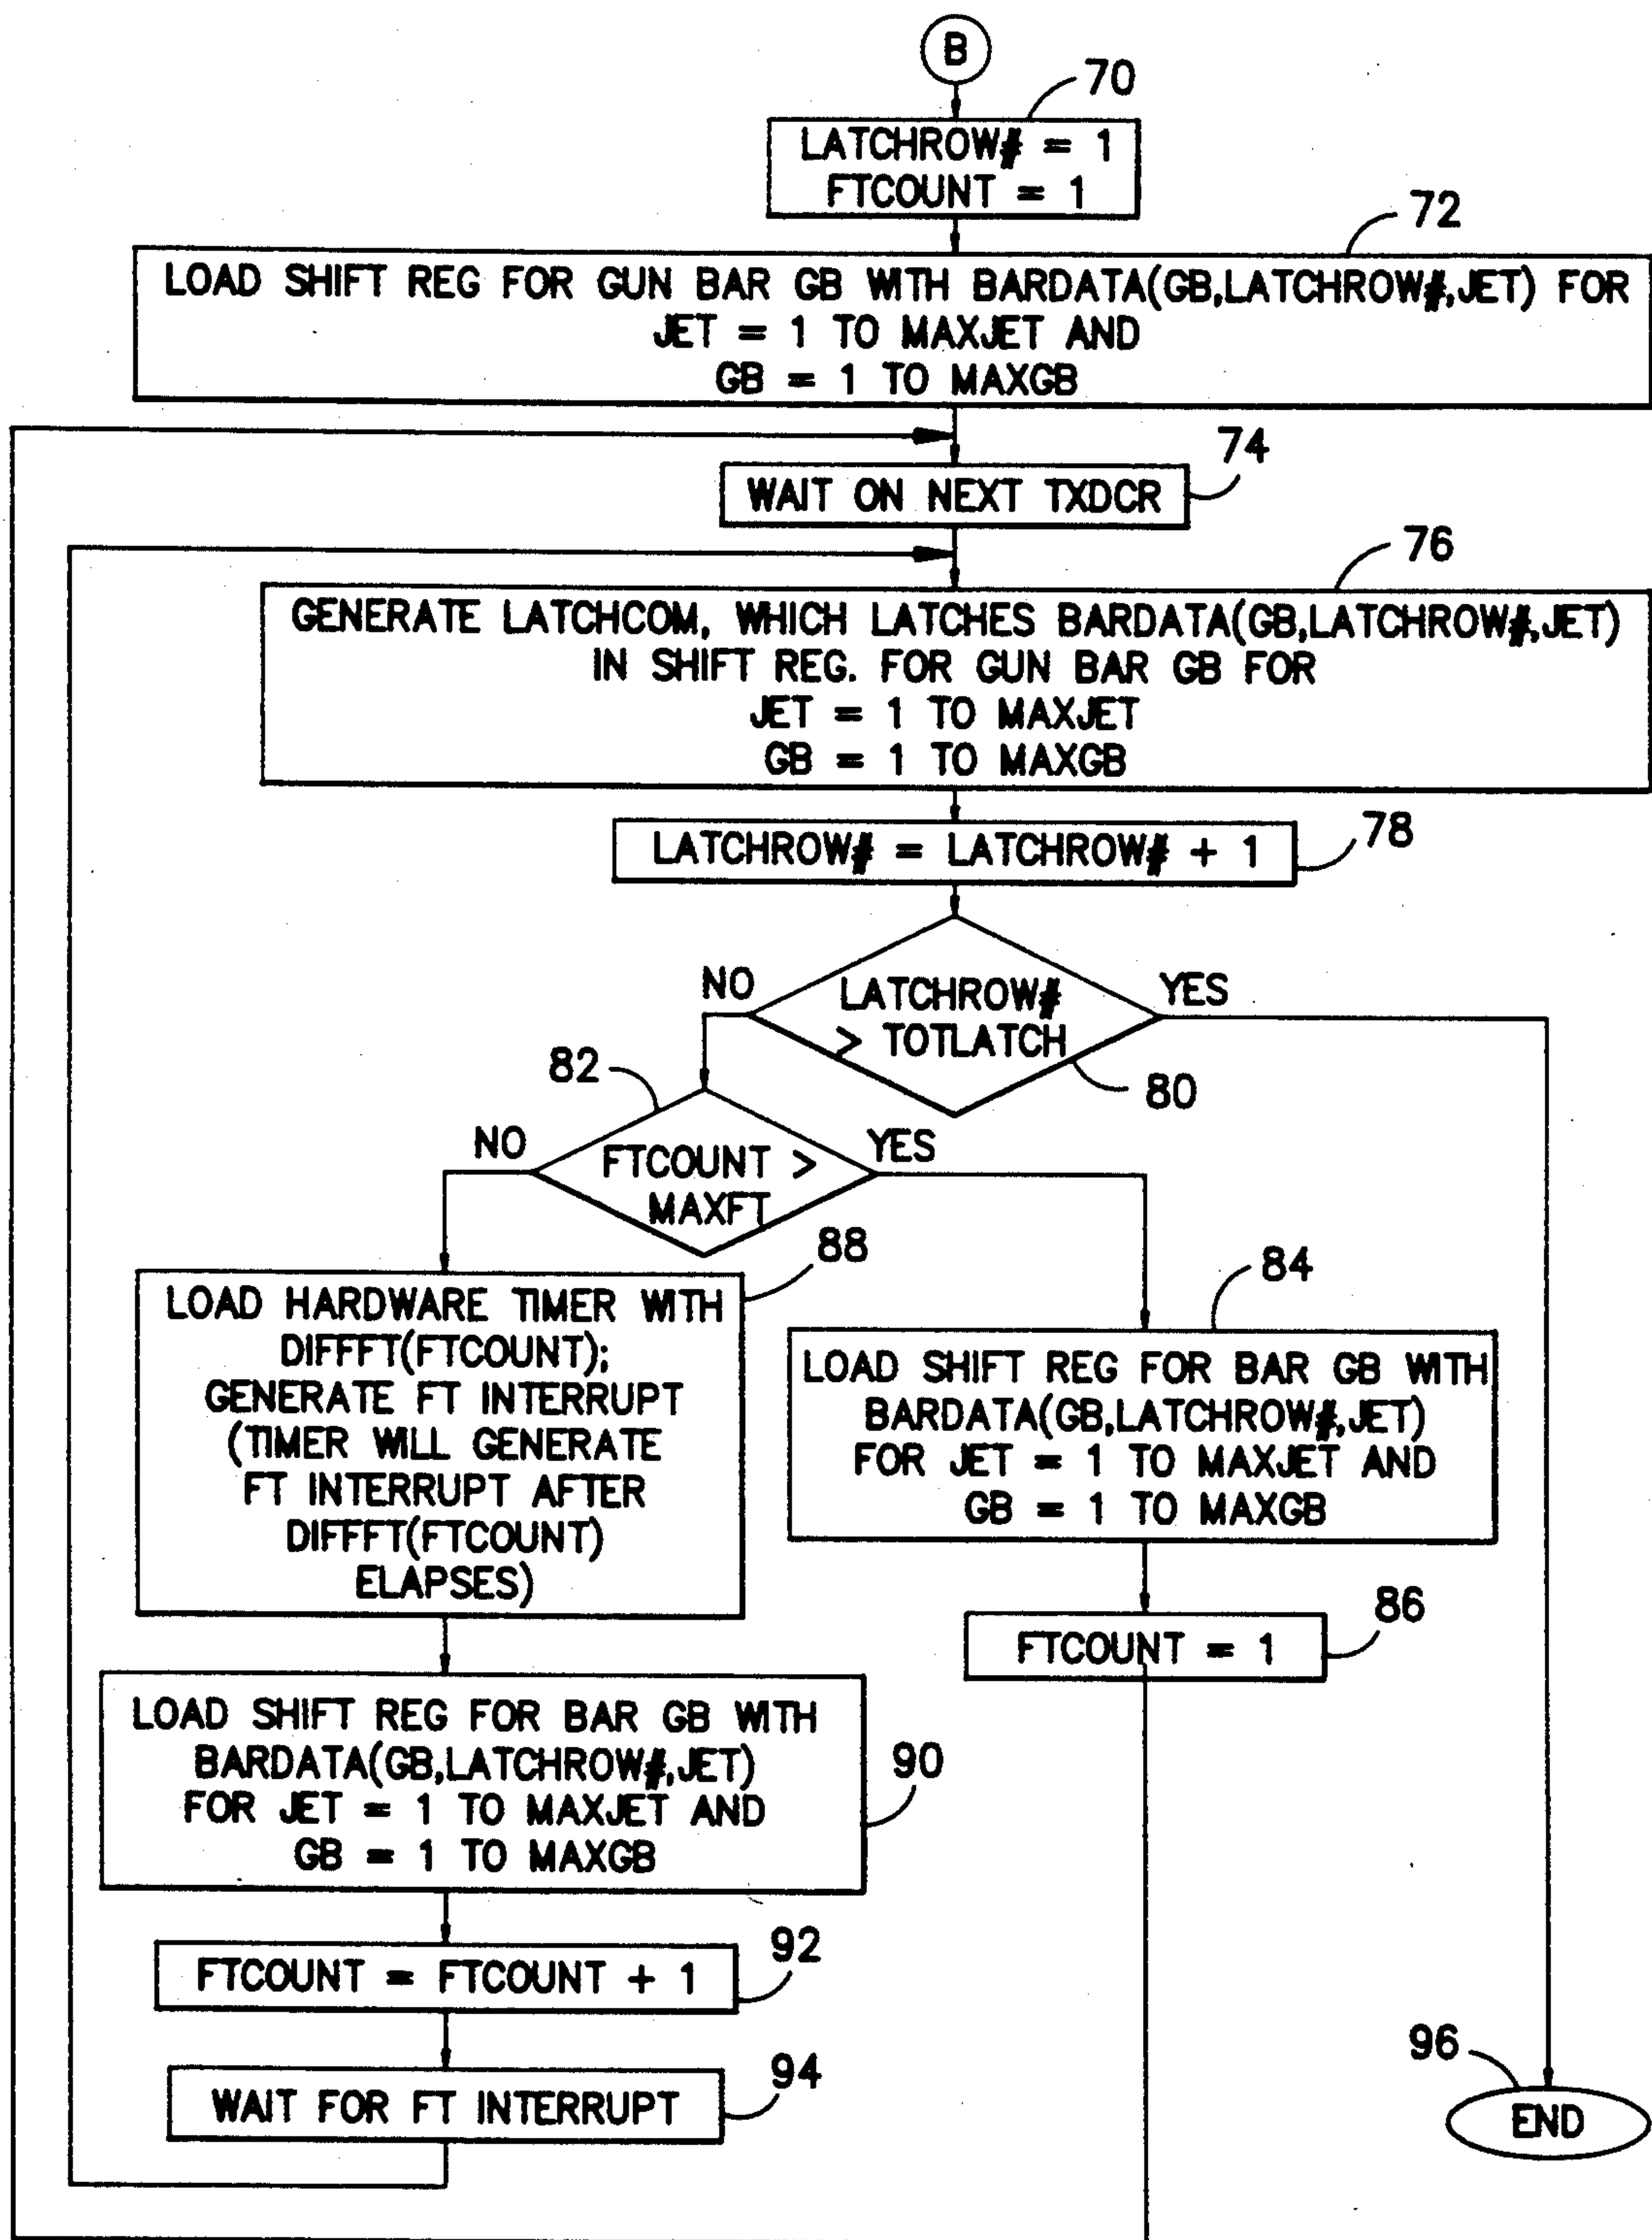 B
70
LATCHROW# = 1
FTCOUNT = 1
72
LOAD SHIFT REG FOR GUN BAR GB WITH BARDATA(GB,LATCHROW#,JET) FOR
JET = 1 TO MAXJET AND
GB = 1 TO MAXGB
74
WAIT ON NEXT TXDCR
76
GENERATE LATCHCOM, WHICH LATCHES BARDATA(GB,LATCHROW#,JET)
IN SHIFT REG. FOR GUN BAR GB FOR
JET = 1 TO MAXJET
GB = 1 TO MAXGB
78
LATCHROW# = LATCHROW# + 1
NO
LATCHROW#
> TOTLATCH
YES
80
82
NO
FTCOUNT >
MAXFT
YES
88
LOAD HARDWARE TIMER WITH
DIFFFT(FTCOUNT);
GENERATE FT INTERRUPT
(TIMER WILL GENERATE
FT INTERRUPT AFTER
DIFFFT(FTCOUNT)
ELAPSES)
84
LOAD SHIFT REG FOR BAR GB WITH
BARDATA(GB,LATCHROW#,JET)
FOR JET = 1 TO MAXJET AND
GB = 1 TO MAXGB
86
FTCOUNT = 1
LOAD SHIFT REG FOR BAR GB WITH
BARDATA(GB,LATCHROW#,JET)
FOR JET = 1 TO MAXJET AND
GB = 1 TO MAXGB
90
FTCOUNT = FTCOUNT + 1
92
WAIT FOR FT INTERRUPT
94
96
END